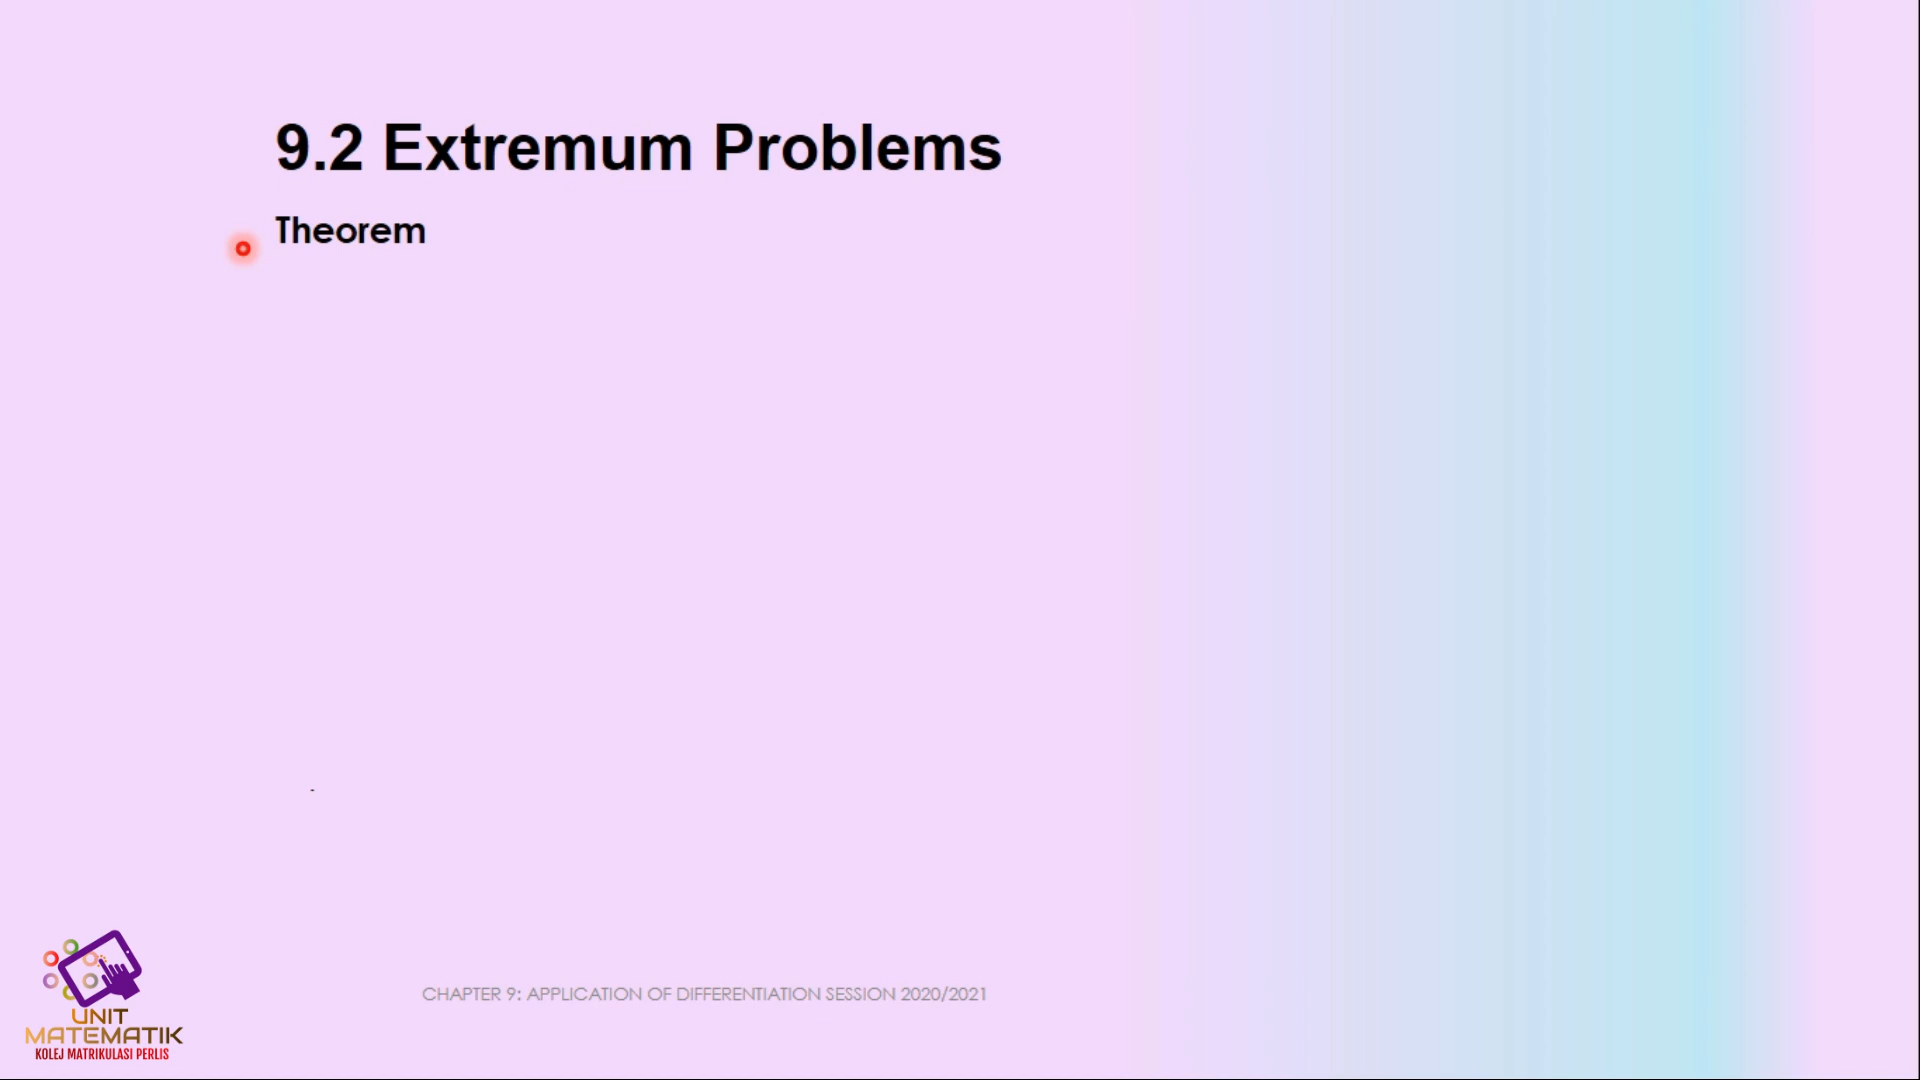 9.2 Extremum Problems
Theorem
-
CHAPTER 9: APPLICATION OF DIFFERENTIATION SESSION 2020/2021
UNIT
MATEMATIK
KOLEJ MATRIKULASI PERLIS